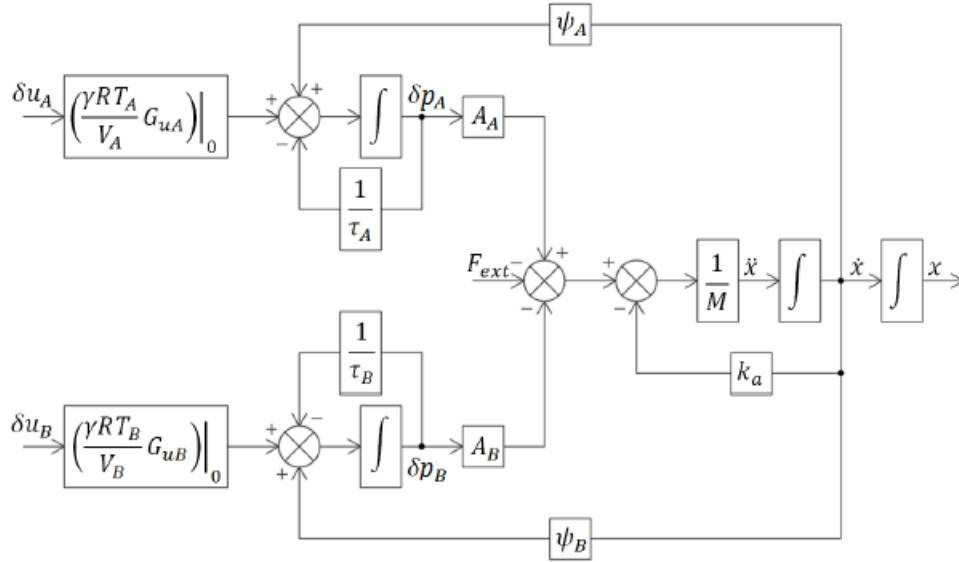 ψ_A
δu_A
(γRT_A/V_A G_uA)|_0
+
+
−
∫
δp_A
A_A
1/τ_A
F_ext
−
+
−
+
−
1/M
ẍ
∫
ẋ
∫
x
k_a
1/τ_B
δu_B
(γRT_B/V_B G_uB)|_0
+
−
+
∫
δp_B
A_B
ψ_B